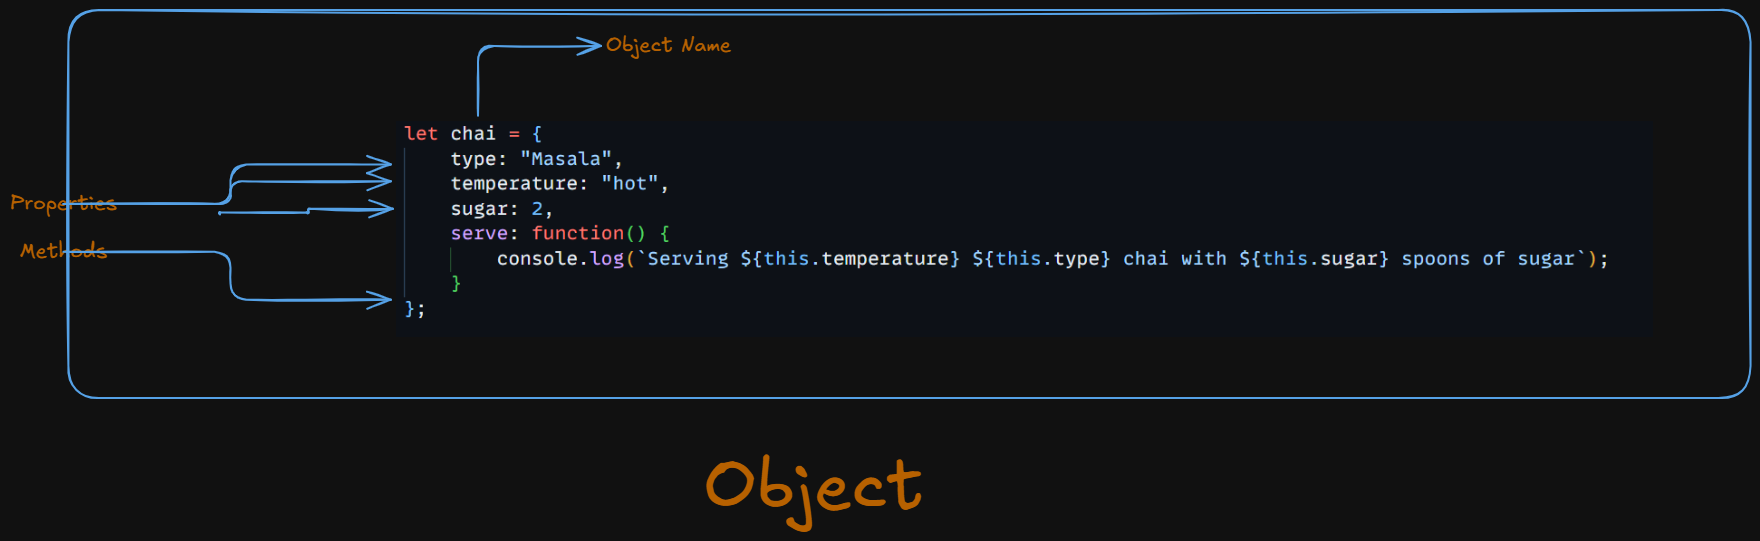 Object Name
let chai = {
    type: "Masala",
    temperature: "hot",
Properties
    sugar: 2,
    serve: function() {
Methods
        console.log(`Serving ${this.temperature} ${this.type} chai with ${this.sugar} spoons of sugar`);
    }
};
Object